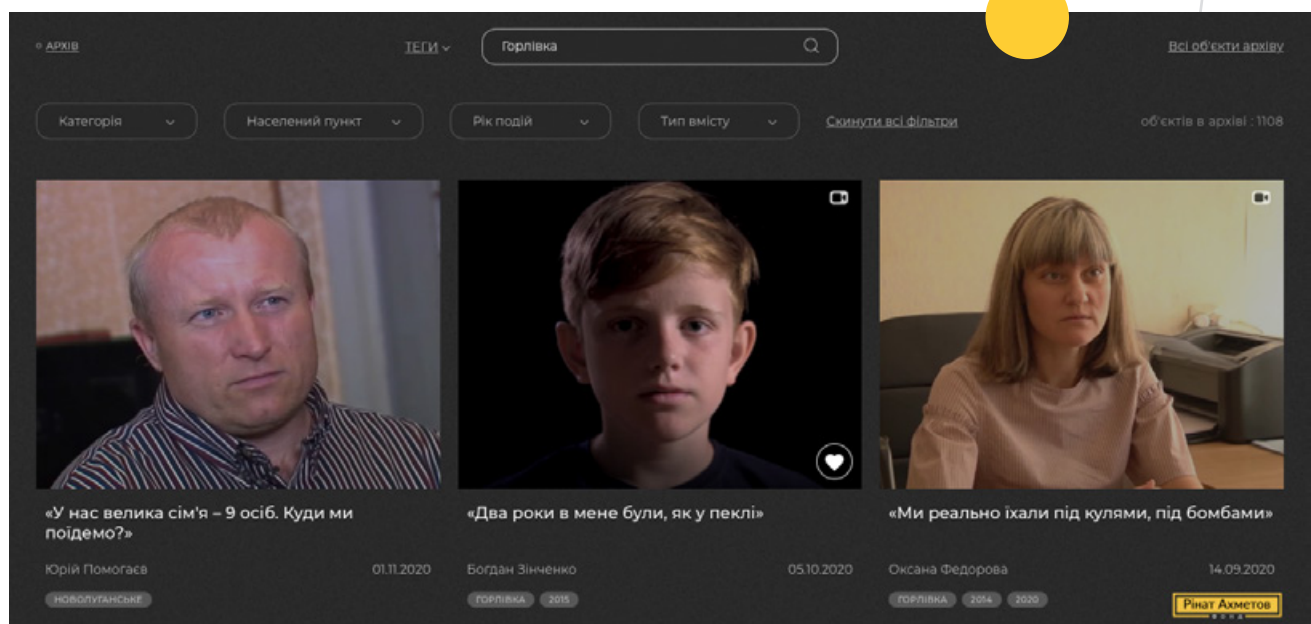 АРХІВ
ТЕГИ
Горлівка
Всі об'єкти архіву
Категорія
Населений пункт
Рік подій
Тип вмісту
Скинути всі фільтри
об'єктів в архіві : 1108
«У нас велика сім'я – 9 осіб. Куди ми
поїдемо?»
Юрій Помогаєв
01.11.2020
НОВОЛУГАНСЬКЕ
«Два роки в мене були, як у пеклі»
Богдан Зінченко
05.10.2020
ГОРЛІВКА
2015
«Ми реально їхали під кулями, під бомбами»
Оксана Федорова
14.09.2020
ГОРЛІВКА
2014
2020
Рінат Ахметов
ФОНД